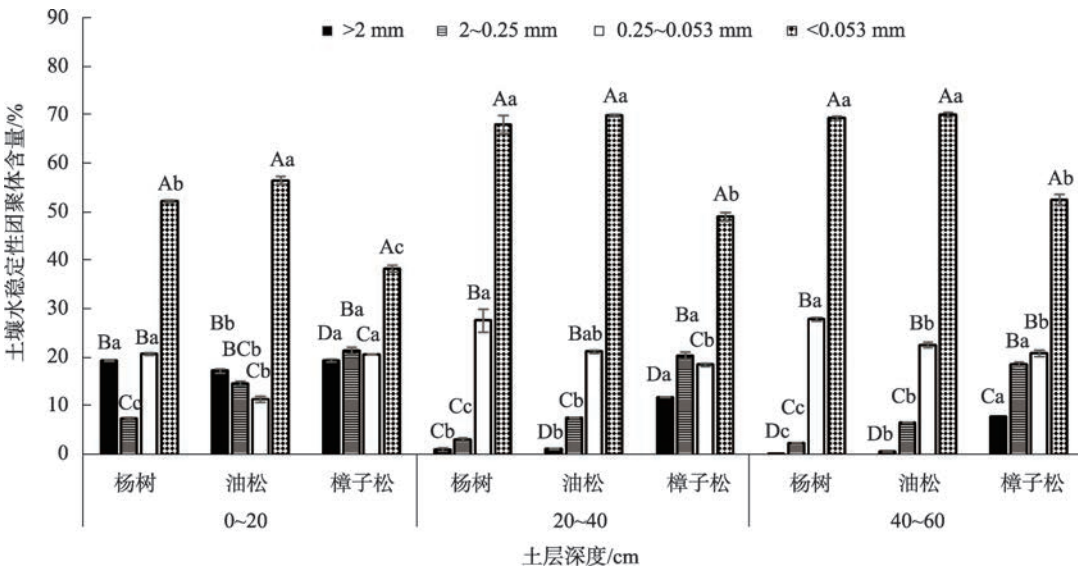 土壤水稳定性团聚体含量/%
90
80
70
60
50
40
30
20
10
0
>2 mm 2~0.25 mm 0.25~0.053 mm <0.053 mm
Ba Cc Ba Ab
Bb BCb Cb Aa
Da Ba Ca Ac
Cb Cc Ba Aa
Db Cb Bab Aa
Da Ba Cb Ab
Dc Cc Ba Aa
Db Cb Bb Aa
Ca Ba Bb Ab
杨树 油松 樟子松 杨树 油松 樟子松 杨树 油松 樟子松
0~20 20~40 40~60
土层深度/cm